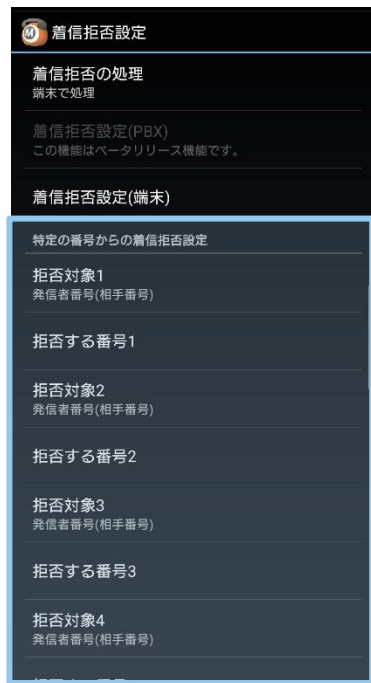 着信拒否設定
着信拒否の処理
端末で処理
着信拒否設定(PBX)
この機能はベータリリース機能です。
着信拒否設定(端末)
特定の番号からの着信拒否設定
拒否対象1
発信者番号(相手番号)
拒否する番号1
拒否対象2
発信者番号(相手番号)
拒否する番号2
拒否対象3
発信者番号(相手番号)
拒否する番号3
拒否対象4
発信者番号(相手番号)